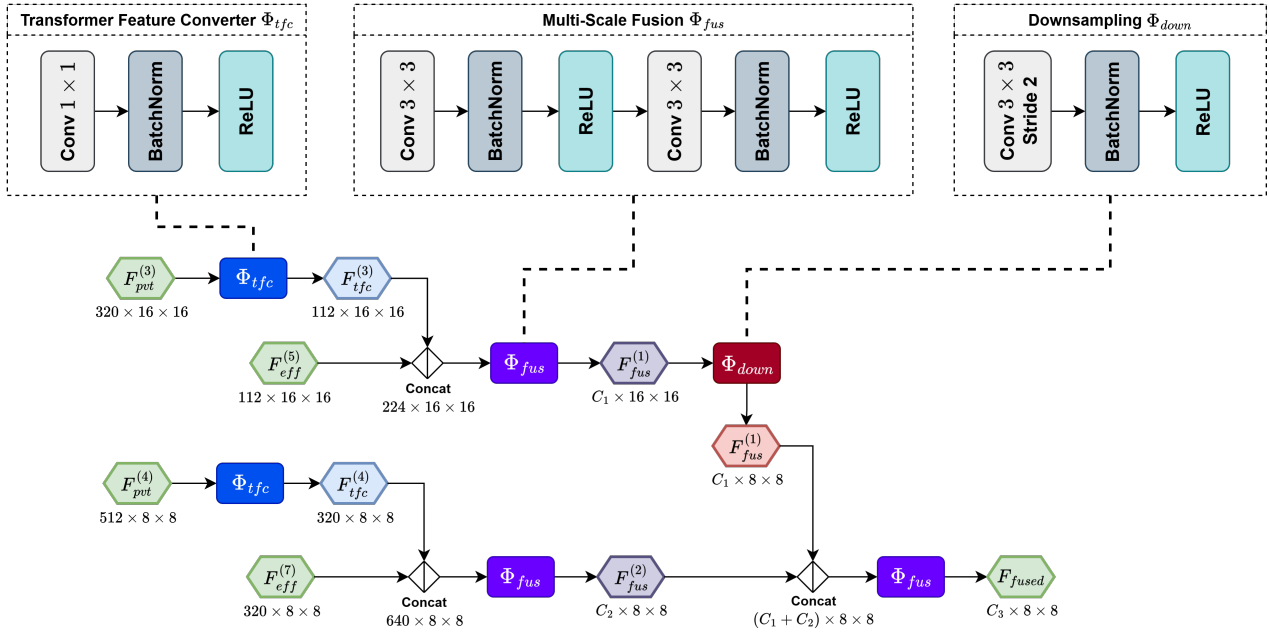 Transformer Feature Converter Φ_tfc
Conv 1 × 1
BatchNorm
ReLU
Multi-Scale Fusion Φ_fus
Conv 3 × 3
BatchNorm
ReLU
Conv 3 × 3
BatchNorm
ReLU
Downsampling Φ_down
Conv 3 × 3
Stride 2
BatchNorm
ReLU
F_pvt^(3)
320 × 16 × 16
Φ_tfc
F_tfc^(3)
112 × 16 × 16
F_eff^(5)
112 × 16 × 16
Concat
224 × 16 × 16
Φ_fus
F_fus^(1)
C_1 × 16 × 16
Φ_down
F_fus^(1)
C_1 × 8 × 8
F_pvt^(4)
512 × 8 × 8
Φ_tfc
F_tfc^(4)
320 × 8 × 8
F_eff^(7)
320 × 8 × 8
Concat
640 × 8 × 8
Φ_fus
F_fus^(2)
C_2 × 8 × 8
Concat
(C_1 + C_2) × 8 × 8
Φ_fus
F_fused
C_3 × 8 × 8